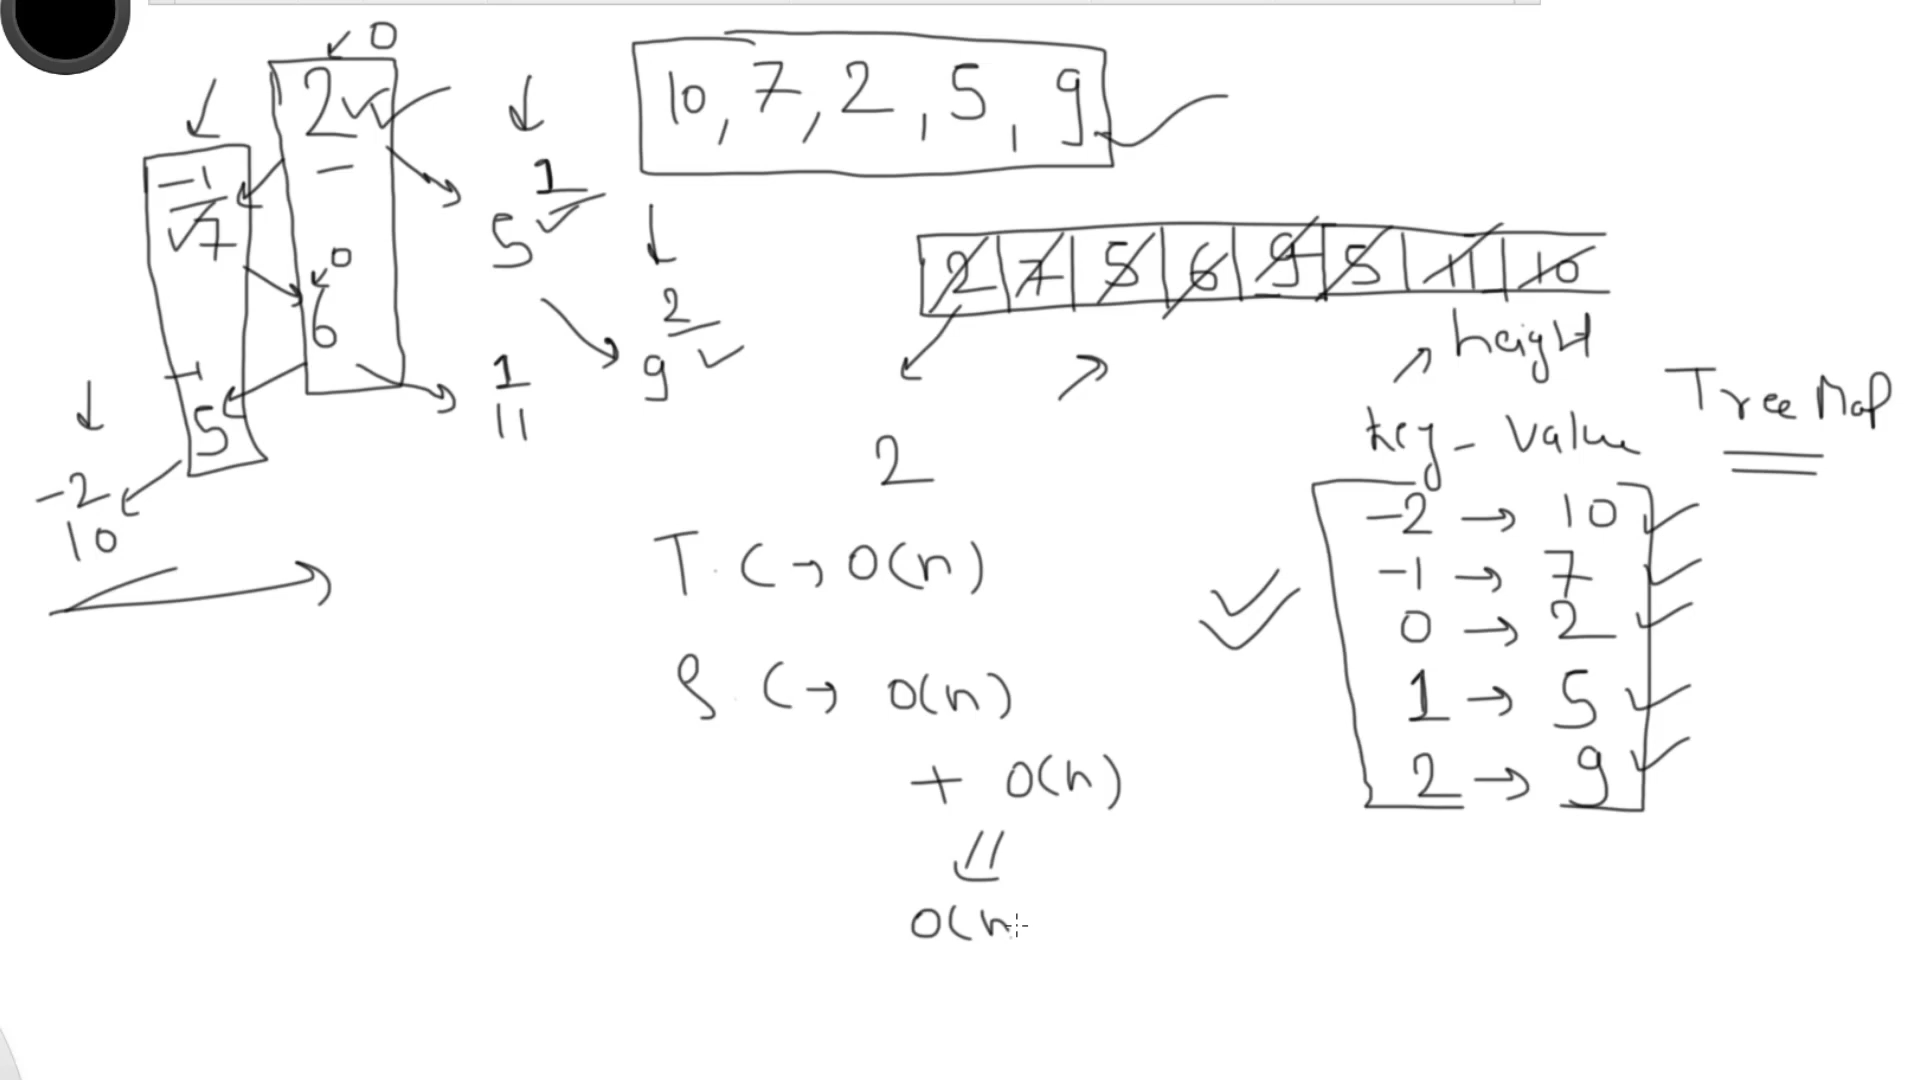 0
2
10, 7, 2, 5, 9
-1
7
1
5
0
6
2
9
2 7 5 6 9 5 11 10
height
-1
5
1
11
Tree Map
key - value
2
-2
10
-2 → 10
-1 → 7
0 → 2
1 → 5
2 → 9
T.C → O(n)
S.C → O(n)
+ O(n)
O(n